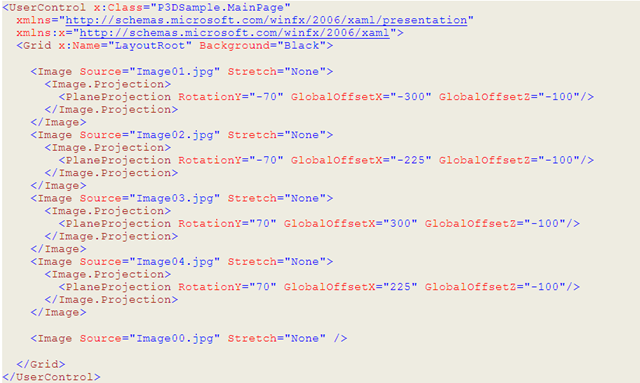 <UserControl x:Class="P3DSample.MainPage"
  xmlns="http://schemas.microsoft.com/winfx/2006/xaml/presentation"
  xmlns:x="http://schemas.microsoft.com/winfx/2006/xaml">
  <Grid x:Name="LayoutRoot" Background="Black">
    <Image Source="Image01.jpg" Stretch="None">
      <Image.Projection>
        <PlaneProjection RotationY="-70" GlobalOffsetX="-300" GlobalOffsetZ="-100"/>
      </Image.Projection>
    </Image>
    <Image Source="Image02.jpg" Stretch="None">
      <Image.Projection>
        <PlaneProjection RotationY="-70" GlobalOffsetX="-225" GlobalOffsetZ="-100"/>
      </Image.Projection>
    </Image>
    <Image Source="Image03.jpg" Stretch="None">
      <Image.Projection>
        <PlaneProjection RotationY="70" GlobalOffsetX="300" GlobalOffsetZ="-100"/>
      </Image.Projection>
    </Image>
    <Image Source="Image04.jpg" Stretch="None">
      <Image.Projection>
        <PlaneProjection RotationY="70" GlobalOffsetX="225" GlobalOffsetZ="-100"/>
      </Image.Projection>
    </Image>
    <Image Source="Image00.jpg" Stretch="None" />
  </Grid>
</UserControl>